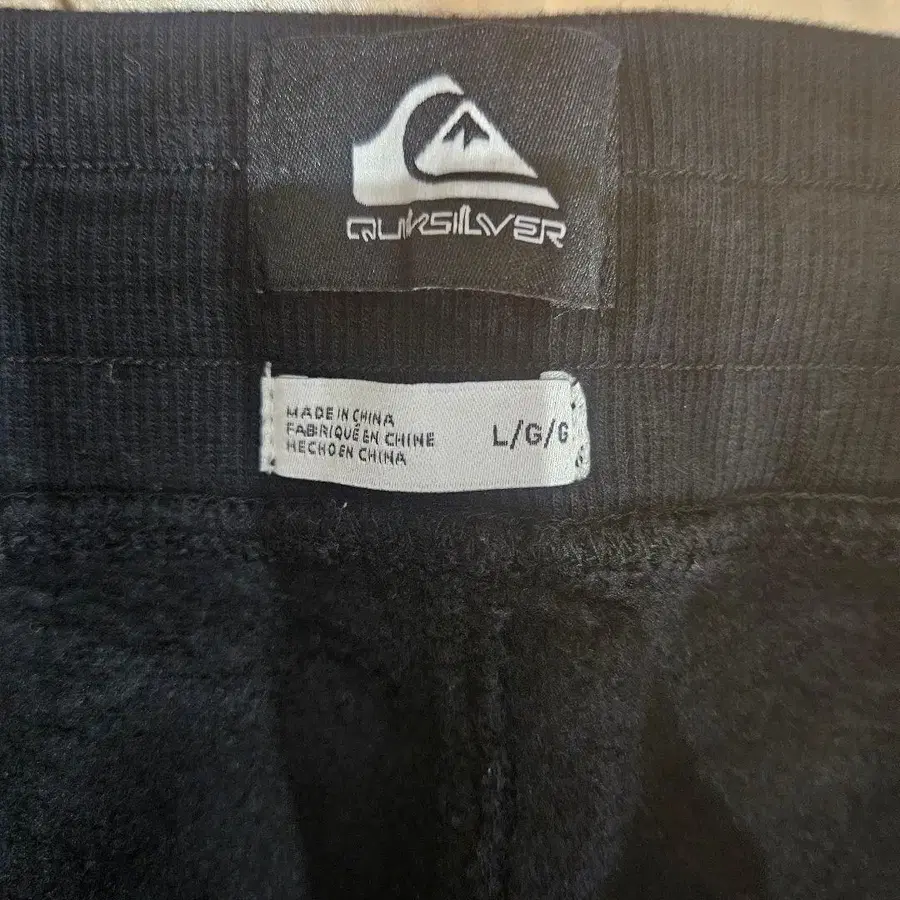 QUIKSILVER
MADE IN CHINA
FABRIQUÉ EN CHINE
HECHO EN CHINA
L/G/G